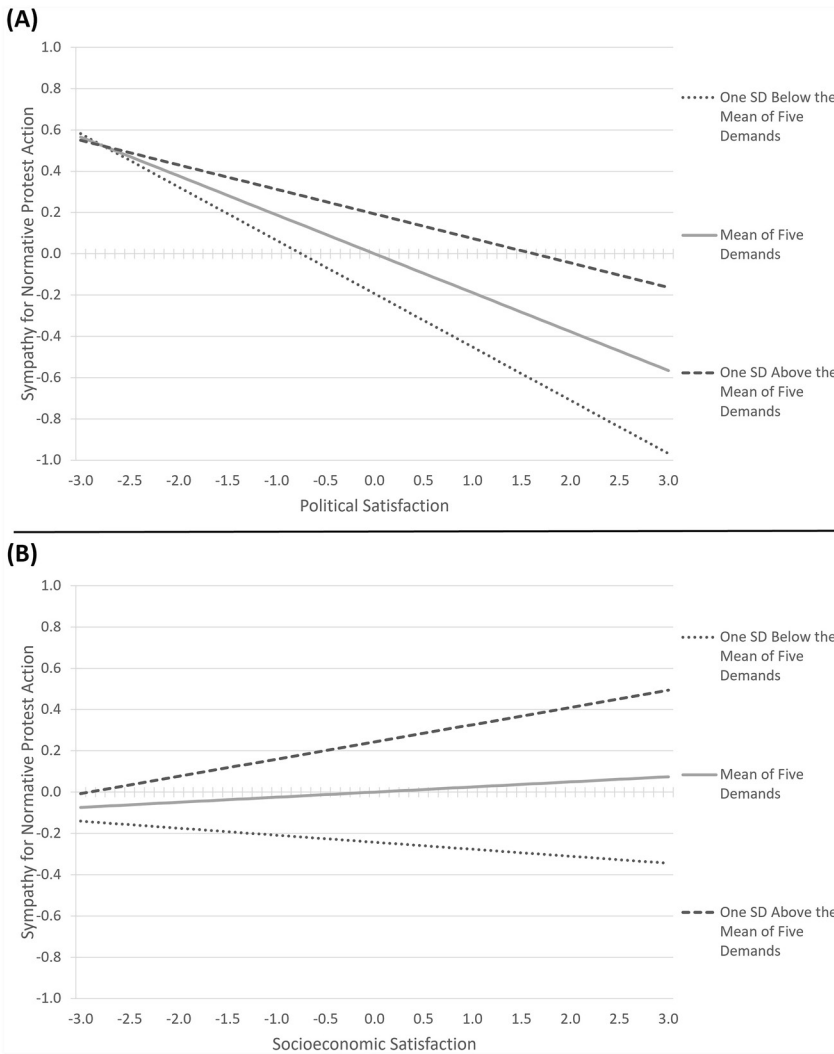 (A)
1.0
0.8
0.6
0.4
0.2
0.0
-0.2
-0.4
-0.6
-0.8
-1.0
Sympathy for Normative Protest Action
-3.0 -2.5 -2.0 -1.5 -1.0 -0.5 0.0 0.5 1.0 1.5 2.0 2.5 3.0
Political Satisfaction
One SD Below the
Mean of Five
Demands
Mean of Five
Demands
One SD Above the
Mean of Five
Demands
(B)
1.0
0.8
0.6
0.4
0.2
0.0
-0.2
-0.4
-0.6
-0.8
-1.0
Sympathy for Normative Protest Action
-3.0 -2.5 -2.0 -1.5 -1.0 -0.5 0.0 0.5 1.0 1.5 2.0 2.5 3.0
Socioeconomic Satisfaction
One SD Below the
Mean of Five
Demands
Mean of Five
Demands
One SD Above the
Mean of Five
Demands